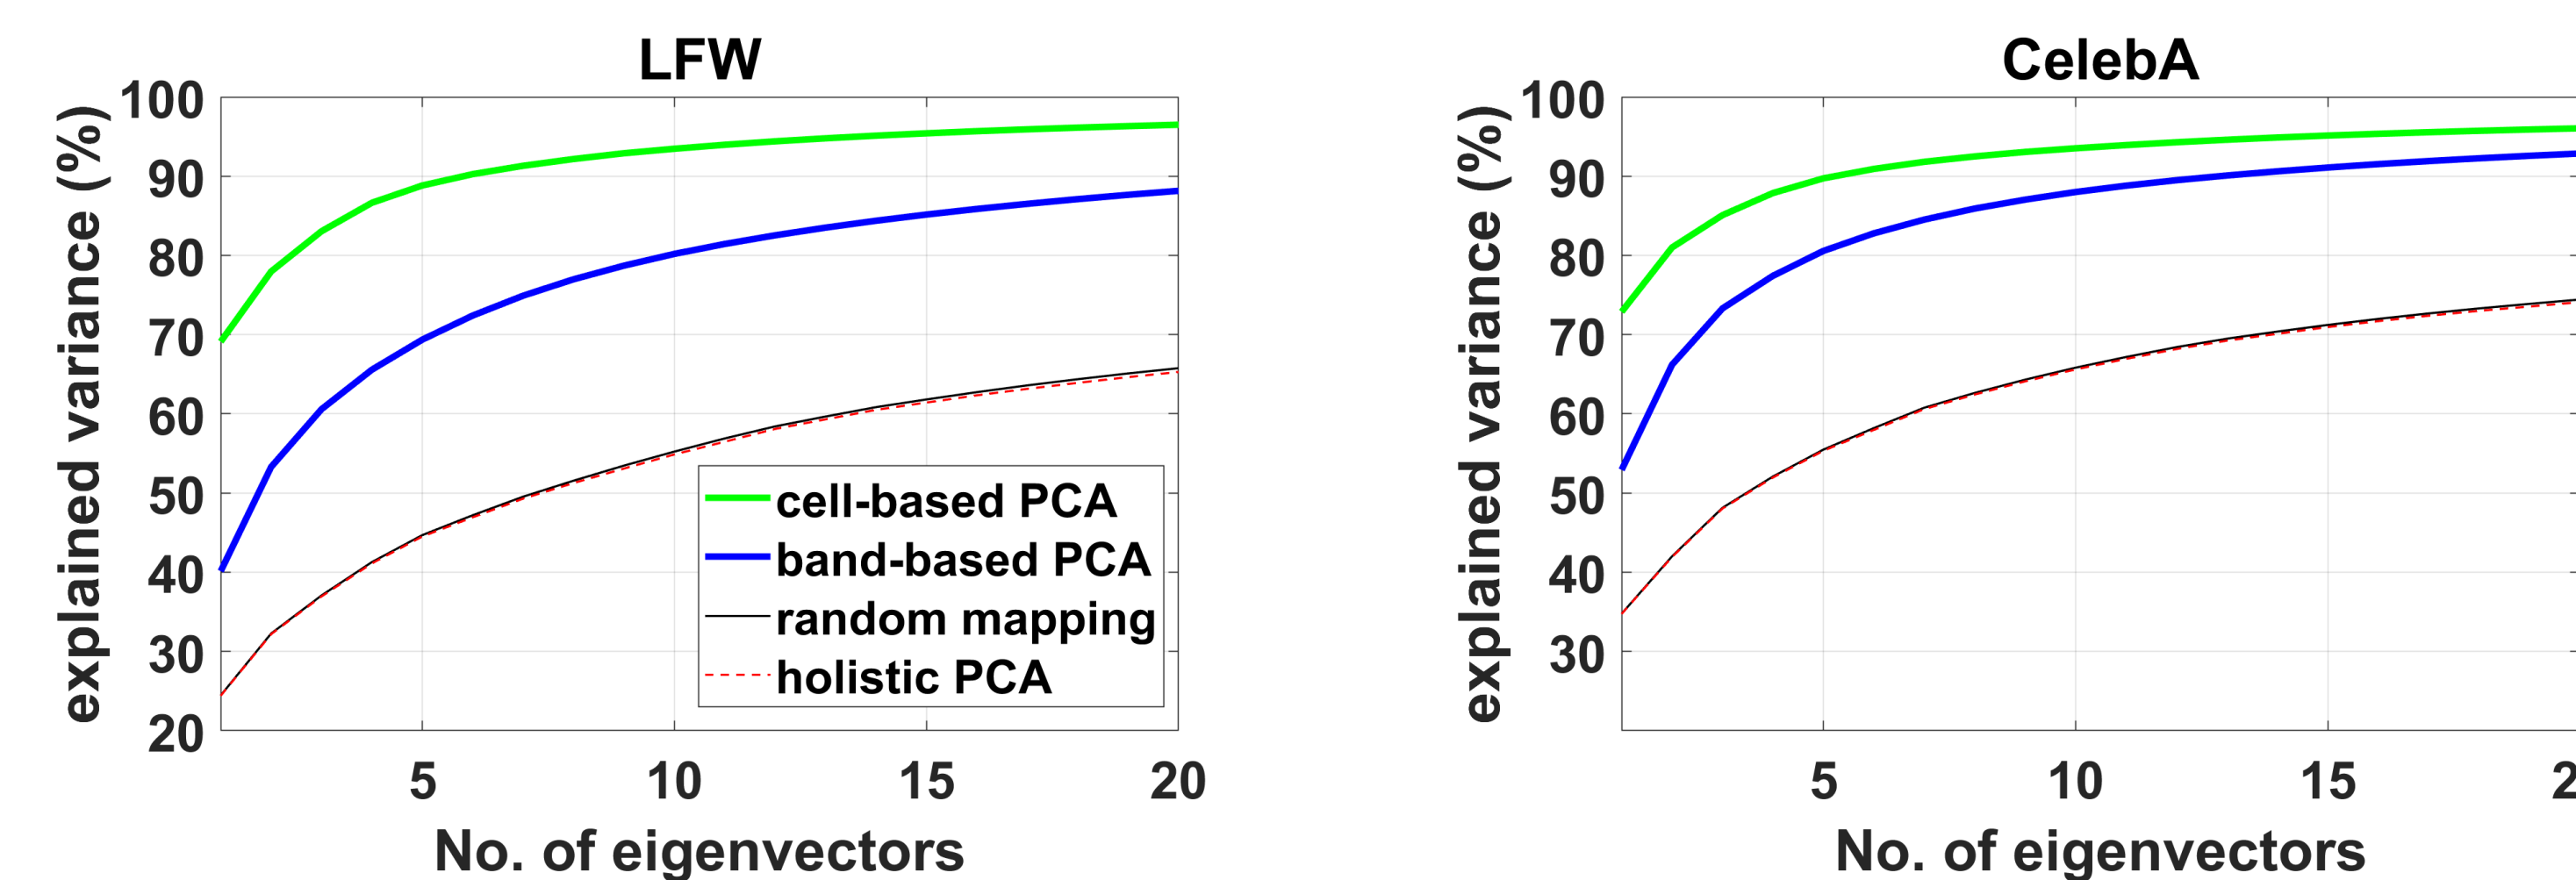 LFW
explained variance (%)
100
90
80
70
60
50
40
30
20
5 10 15 20
No. of eigenvectors
cell-based PCA
band-based PCA
random mapping
holistic PCA
CelebA
explained variance (%)
100
90
80
70
60
50
40
30
5 10 15 2
No. of eigenvectors